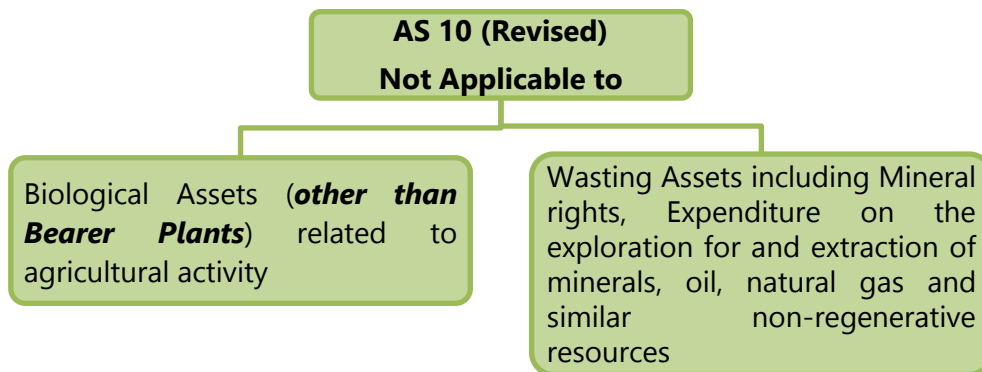 AS 10 (Revised)
Not Applicable to
Biological Assets (other than
Bearer Plants) related to
agricultural activity
Wasting Assets including Mineral
rights, Expenditure on the
exploration for and extraction of
minerals, oil, natural gas and
similar non-regenerative
resources